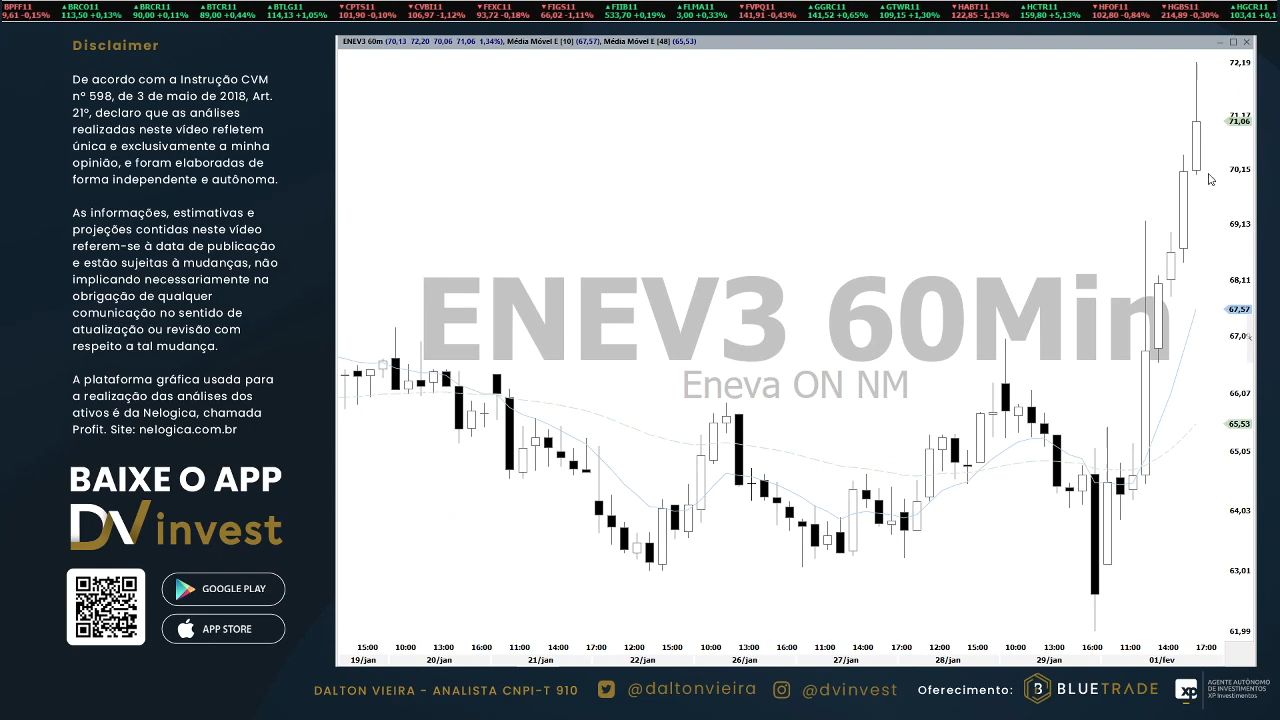 BPFF11 ▲BRCO11 ▲BRCR11 ▲BTCR11 ▲BTLG11 ▼CPTS11 ▼CVBI11 ▼FEXC11 ▼FIGS11 ▲FIIB11 ▲FLMA11 ▼FVPQ11 ▲GGRC11 ▲GTWR11 ▼HABT11 ▲HCTR11 ▼HFOF11 ▼HGBS11 ▲HGCR11
9,61 -0,15% 113,50 +0,13% 90,00 +0,11% 89,00 +0,44% 114,13 +1,05% 101,90 -0,10% 106,97 -1,12% 93,72 -0,18% 66,02 -1,11% 533,70 +0,19% 3,00 +0,33% 141,91 -0,43% 141,52 +0,65% 109,15 +1,30% 122,85 -1,13% 159,80 +5,13% 102,80 -0,84% 214,89 -0,30% 103,41 +0,1
Disclaimer
De acordo com a Instrução CVM
nº 598, de 3 de maio de 2018, Art.
21º, declaro que as análises
realizadas neste vídeo refletem
única e exclusivamente a minha
opinião, e foram elaboradas de
forma independente e autônoma.
As informações, estimativas e
projeções contidas neste vídeo
referem-se à data de publicação
e estão sujeitas à mudanças, não
implicando necessariamente na
obrigação de qualquer
comunicação no sentido de
atualização ou revisão com
respeito a tal mudança.
A plataforma gráfica usada para
a realização das análises dos
ativos é da Nelogica, chamada
Profit. Site: nelogica.com.br
BAIXE O APP
DV invest
GOOGLE PLAY
APP STORE
ENEV3 60m (70,13 72,20 70,06 71,06 1,34%), Média Móvel E [10] (67,57), Média Móvel E [48] (65,53)
ENEV3 60Min
Eneva ON NM
72,19
71,17
71,06
70,15
69,13
68,11
67,57
67,0
66,07
65,53
65,05
64,03
63,01
61,99
15:00 10:00 13:00 16:00 11:00 14:00 17:00 12:00 15:00 10:00 13:00 16:00 11:00 14:00 17:00 12:00 15:00 10:00 13:00 16:00 11:00 14:00 17:00
19/jan 20/jan 21/jan 22/jan 26/jan 27/jan 28/jan 29/jan 01/fev
DALTON VIEIRA - ANALISTA CNPI-T 910 @daltonvieira @dvinvest Oferecimento: BLUETRADE xp
AGENTE AUTÔNOMO
DE INVESTIMENTOS
XP Investimentos